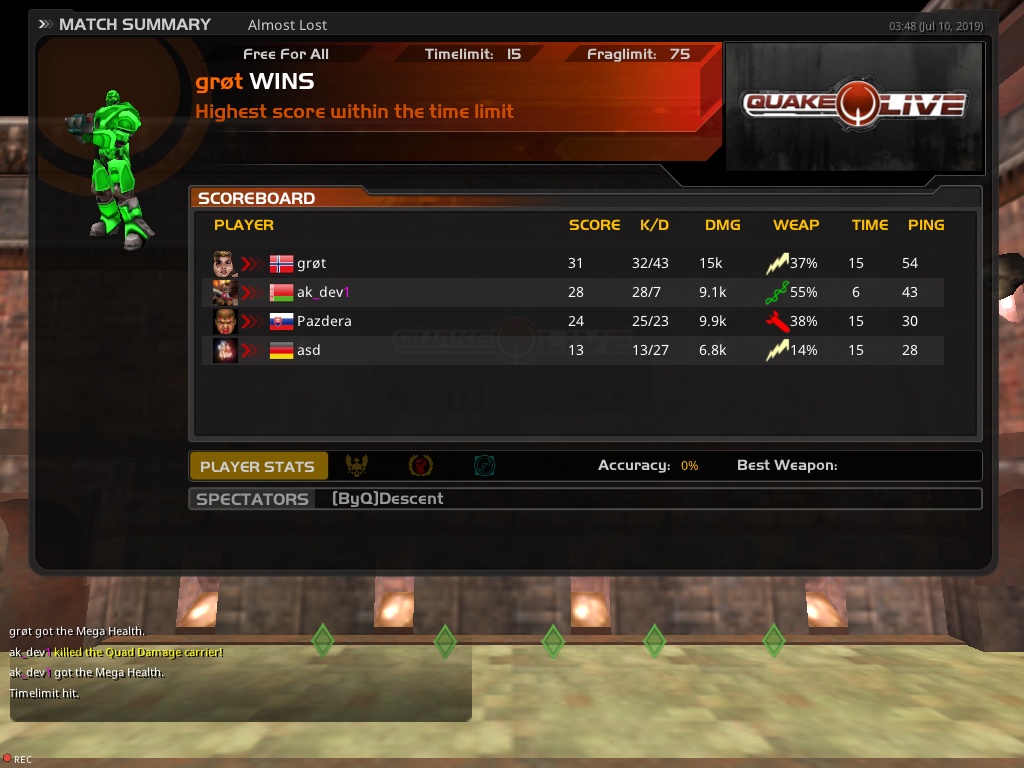 MATCH SUMMARY Almost Lost 03:48 (Jul 10, 2019)
Free For All Timelimit: 15 Fraglimit: 75
grøt WINS
Highest score within the time limit
QUAKE LIVE
SCOREBOARD
PLAYER SCORE K/D DMG WEAP TIME PING
grøt 31 32/43 15k 37% 15 54
ak_dev1 28 28/7 9.1k 55% 6 43
Pazdera 24 25/23 9.9k 38% 15 30
asd 13 13/27 6.8k 14% 15 28
QUAKE LIVE
PLAYER STATS Accuracy: 0% Best Weapon:
SPECTATORS [ByQ]Descent
grøt got the Mega Health.
ak_dev1 killed the Quad Damage carrier!
ak_dev1 got the Mega Health.
Timelimit hit.
REC